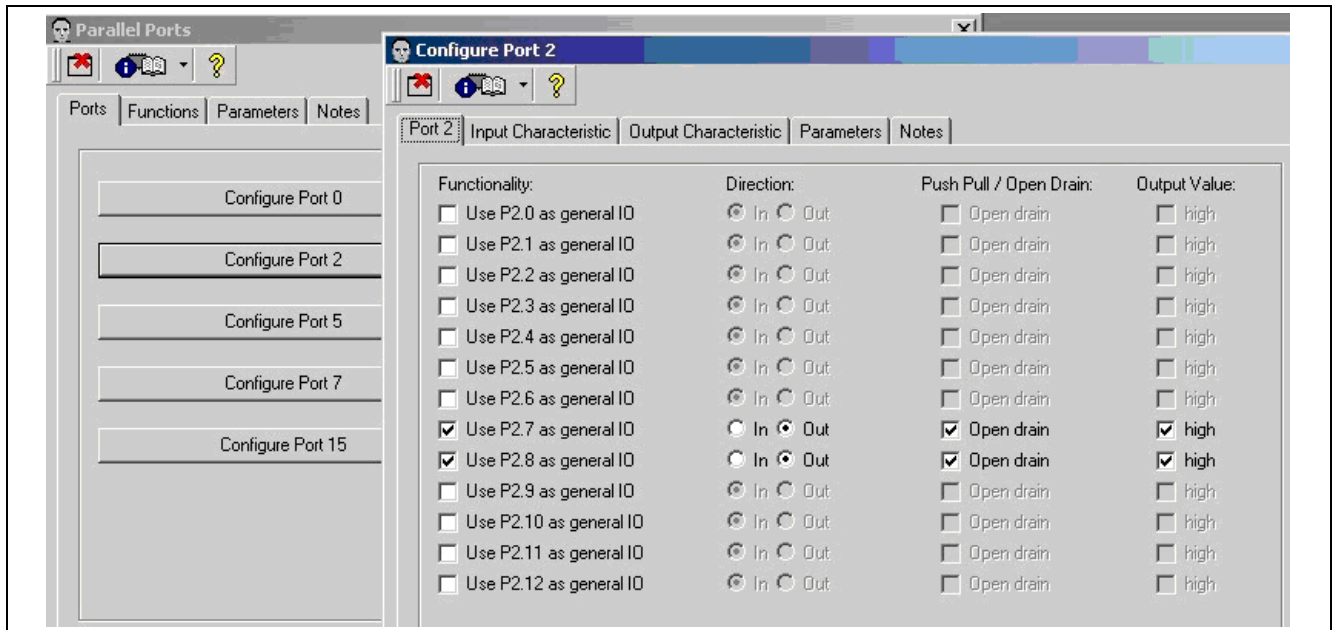 Parallel Ports
Ports Functions Parameters Notes
Configure Port 0
Configure Port 2
Configure Port 5
Configure Port 7
Configure Port 15
Configure Port 2
Port 2 Input Characteristic Output Characteristic Parameters Notes
Functionality: Direction: Push Pull / Open Drain: Output Value:
Use P2.0 as general IO In Out Open drain high
Use P2.1 as general IO In Out Open drain high
Use P2.2 as general IO In Out Open drain high
Use P2.3 as general IO In Out Open drain high
Use P2.4 as general IO In Out Open drain high
Use P2.5 as general IO In Out Open drain high
Use P2.6 as general IO In Out Open drain high
Use P2.7 as general IO In Out Open drain high
Use P2.8 as general IO In Out Open drain high
Use P2.9 as general IO In Out Open drain high
Use P2.10 as general IO In Out Open drain high
Use P2.11 as general IO In Out Open drain high
Use P2.12 as general IO In Out Open drain high